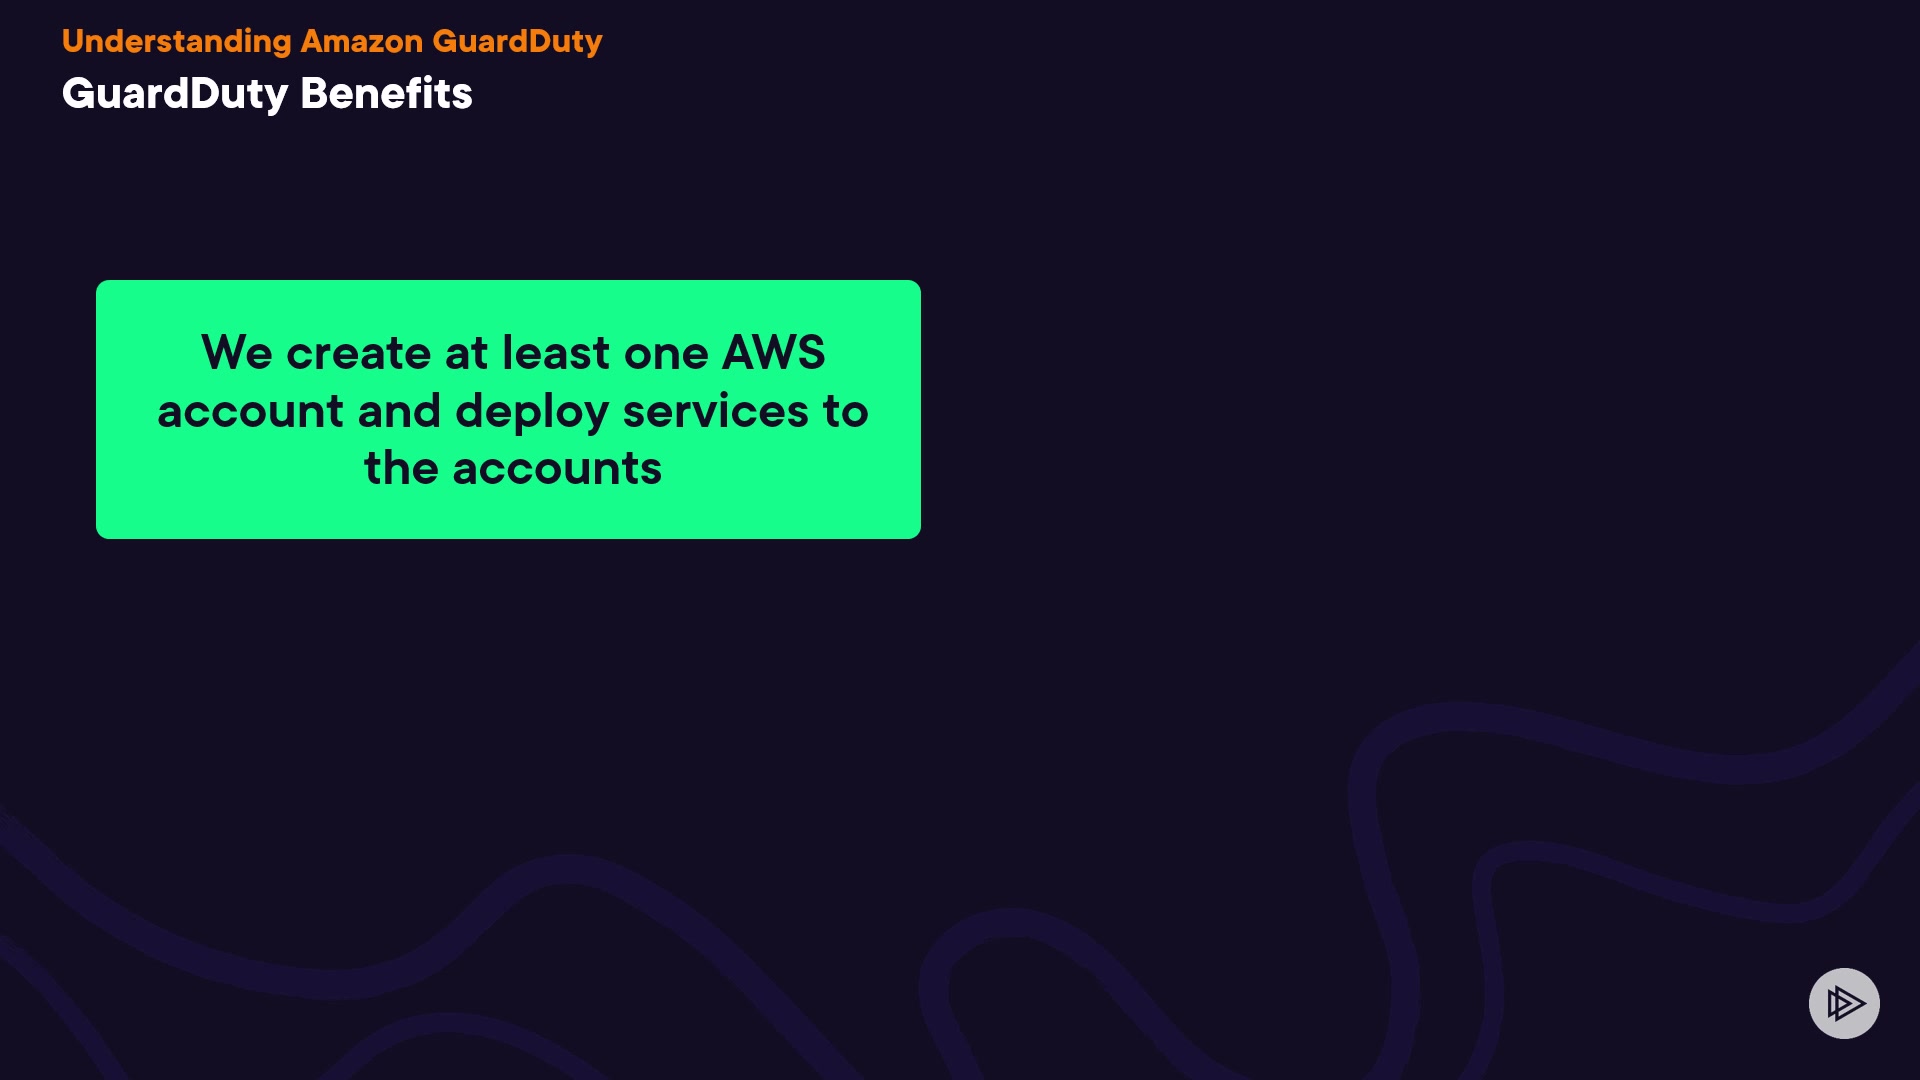 Understanding Amazon GuardDuty
GuardDuty Benefits
We create at least one AWS
account and deploy services to
the accounts